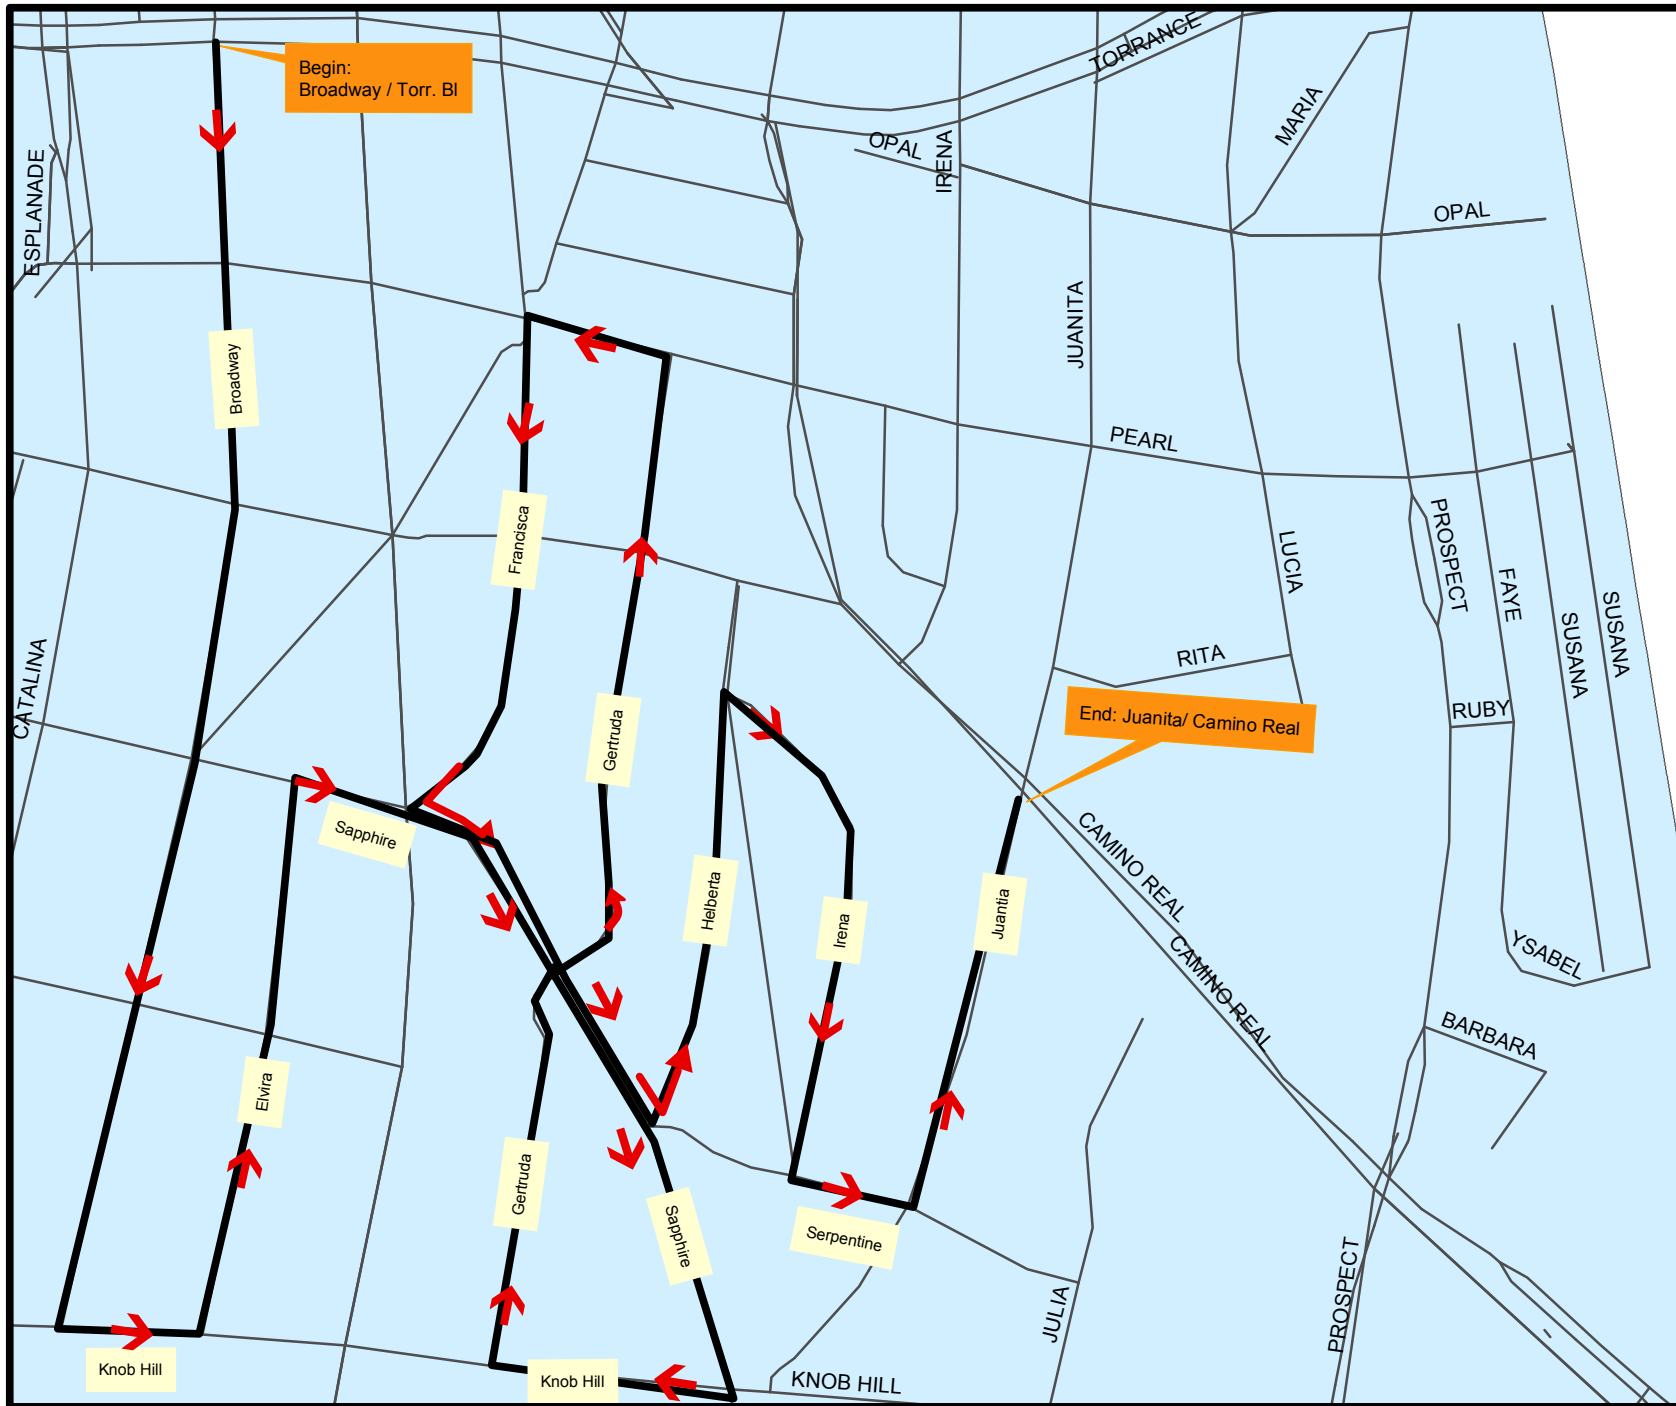 Begin:
Broadway / Torr. Bl
TORRANCE
MARIA
OPAL
IRENA
ESPLANADE
OPAL
JUANITA
Broadway
PEARL
Francisca
PROSPECT
LUCIA
FAYE
SUSANA
SUSANA
CATALINA
RITA
Gertruda
End: Juanita/ Camino Real
RUBY
Sapphire
CAMINO REAL
Helberta
Irena
Juantia
YSABEL
CAMINO REAL
BARBARA
Elvira
Gertruda
Sapphire
Serpentine
JULIA
PROSPECT
Knob Hill
Knob Hill
KNOB HILL